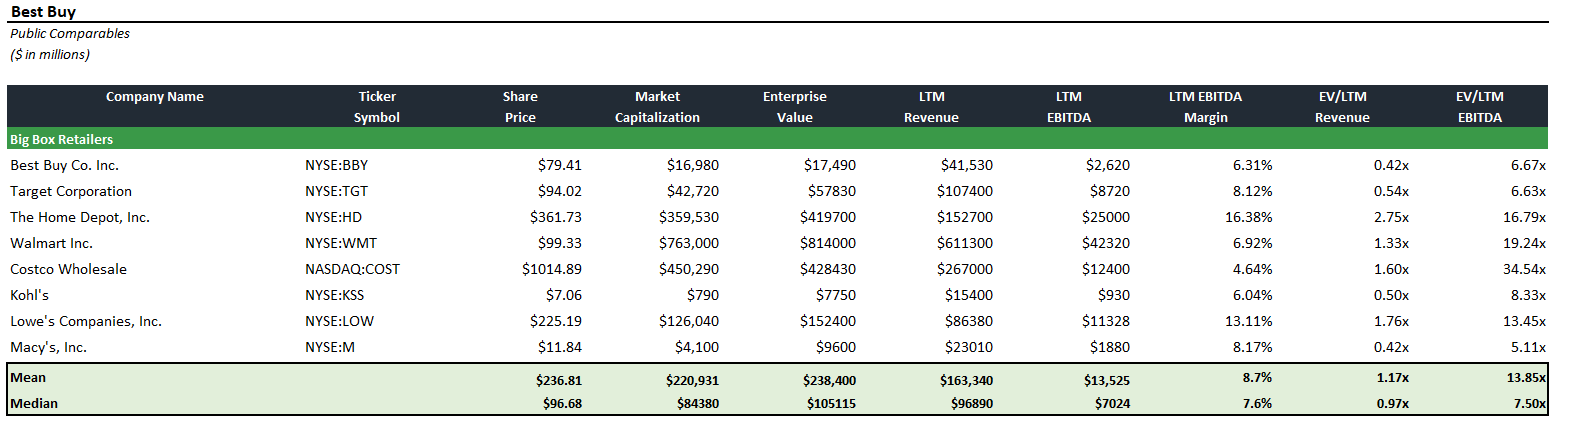 Best Buy
Public Comparables
($ in millions)
Company Name Ticker Symbol Share Price Market Capitalization Enterprise Value LTM Revenue LTM EBITDA LTM EBITDA Margin EV/LTM Revenue EV/LTM EBITDA
Big Box Retailers
Best Buy Co. Inc. NYSE:BBY $79.41 $16,980 $17,490 $41,530 $2,620 6.31% 0.42x 6.67x
Target Corporation NYSE:TGT $94.02 $42,720 $57830 $107400 $8720 8.12% 0.54x 6.63x
The Home Depot, Inc. NYSE:HD $361.73 $359,530 $419700 $152700 $25000 16.38% 2.75x 16.79x
Walmart Inc. NYSE:WMT $99.33 $763,000 $814000 $611300 $42320 6.92% 1.33x 19.24x
Costco Wholesale NASDAQ:COST $1014.89 $450,290 $428430 $267000 $12400 4.64% 1.60x 34.54x
Kohl's NYSE:KSS $7.06 $790 $7750 $15400 $930 6.04% 0.50x 8.33x
Lowe's Companies, Inc. NYSE:LOW $225.19 $126,040 $152400 $86380 $11328 13.11% 1.76x 13.45x
Macy's, Inc. NYSE:M $11.84 $4,100 $9600 $23010 $1880 8.17% 0.42x 5.11x
Mean $236.81 $220,931 $238,400 $163,340 $13,525 8.7% 1.17x 13.85x
Median $96.68 $84380 $105115 $96890 $7024 7.6% 0.97x 7.50x